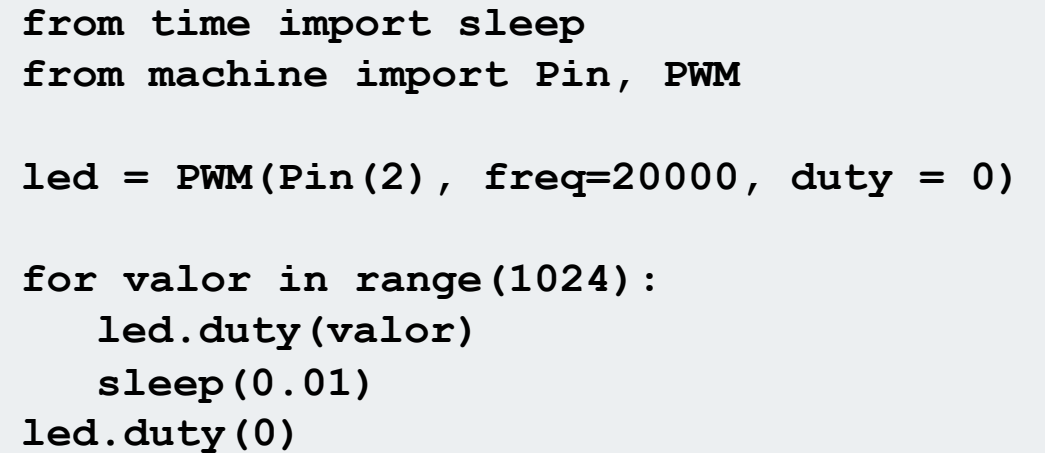 from time import sleep
from machine import Pin, PWM

led = PWM(Pin(2), freq=20000, duty = 0)

for valor in range(1024):
   led.duty(valor)
   sleep(0.01)
led.duty(0)